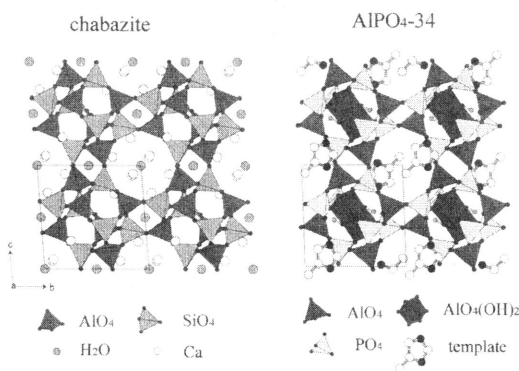 chabazite
AlPO₄-34
c
a b
AlO₄ SiO₄
H₂O Ca
AlO₄ AlO₄(OH)₂
PO₄ template